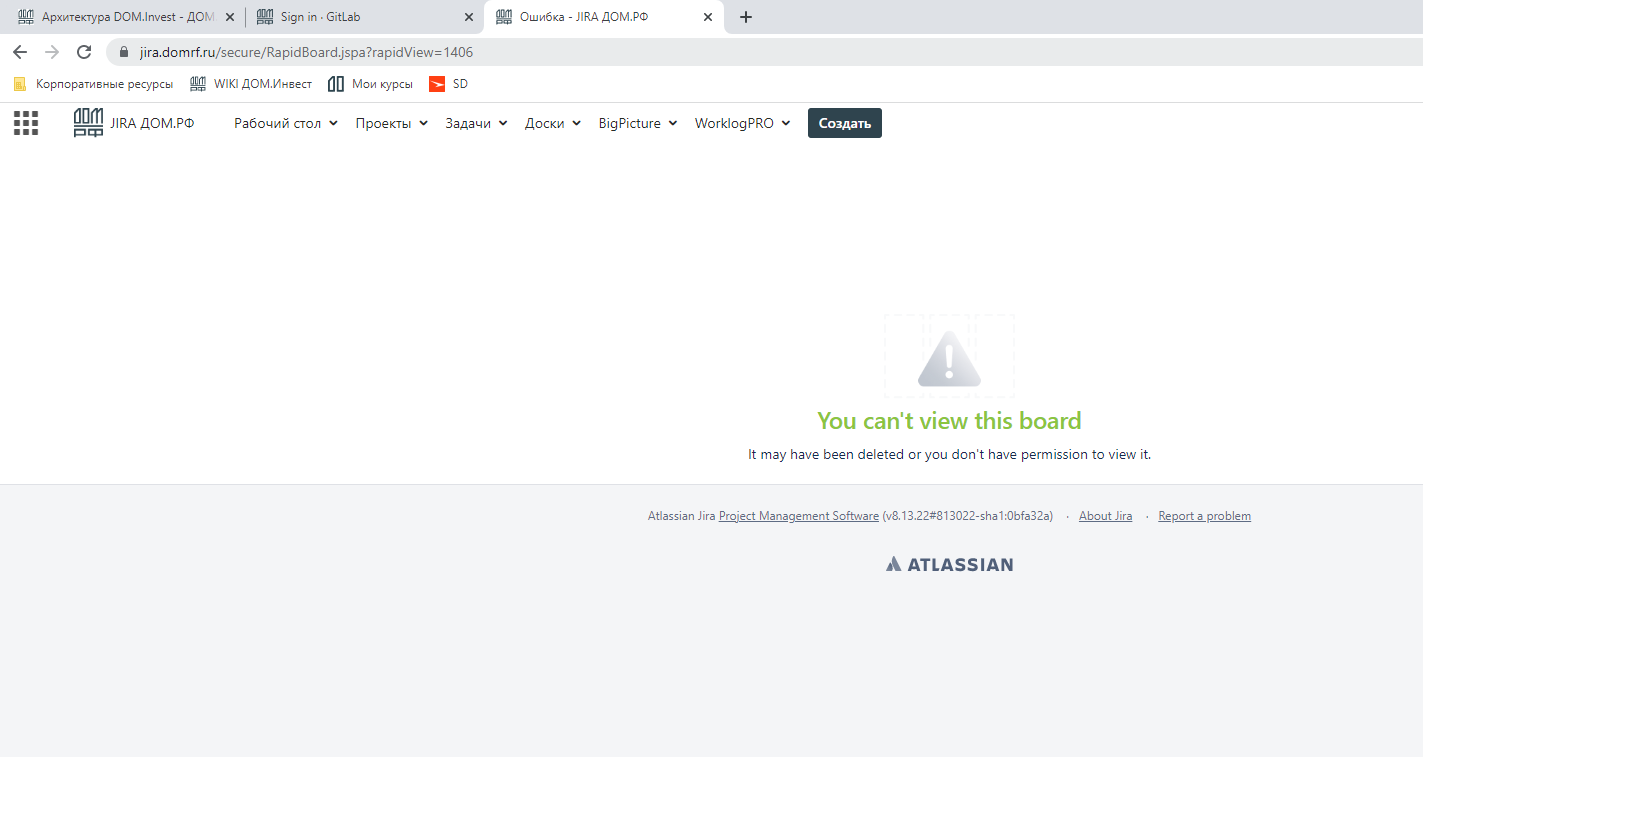 Архитектура DOM.Invest - ДОМ.
Sign in · GitLab
Ошибка - JIRA ДОМ.РФ
jira.domrf.ru/secure/RapidBoard.jspa?rapidView=1406
Корпоративные ресурсы
WIKI ДОМ.Инвест
Мои курсы
SD
ДОМ РФ
JIRA ДОМ.РФ
Рабочий стол
Проекты
Задачи
Доски
BigPicture
WorklogPRO
Создать
You can't view this board
It may have been deleted or you don't have permission to view it.
Atlassian Jira Project Management Software (v8.13.22#813022-sha1:0bfa32a) · About Jira · Report a problem
ATLASSIAN